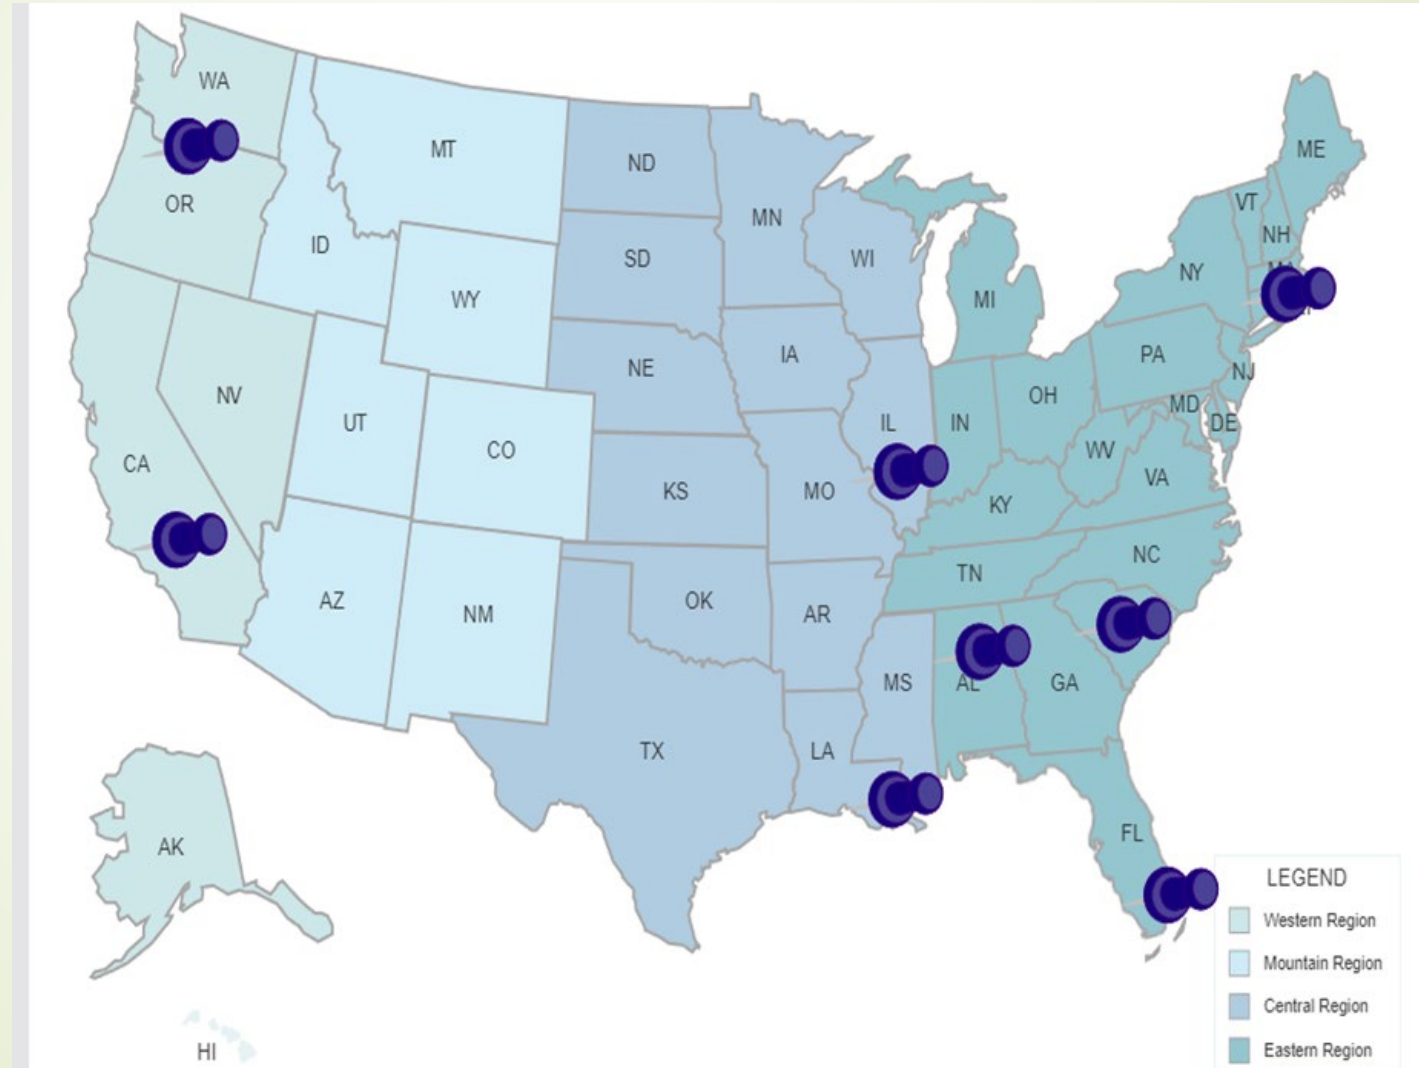 WA
OR
CA
NV
ID
MT
WY
UT
CO
AZ
NM
ND
SD
NE
KS
OK
TX
MN
IA
MO
AR
LA
WI
IL
MS
MI
IN
OH
KY
TN
AL
GA
FL
NC
VA
WV
PA
NY
VT
NH
ME
NJ
MD
DE
AK
HI
LEGEND
Western Region
Mountain Region
Central Region
Eastern Region